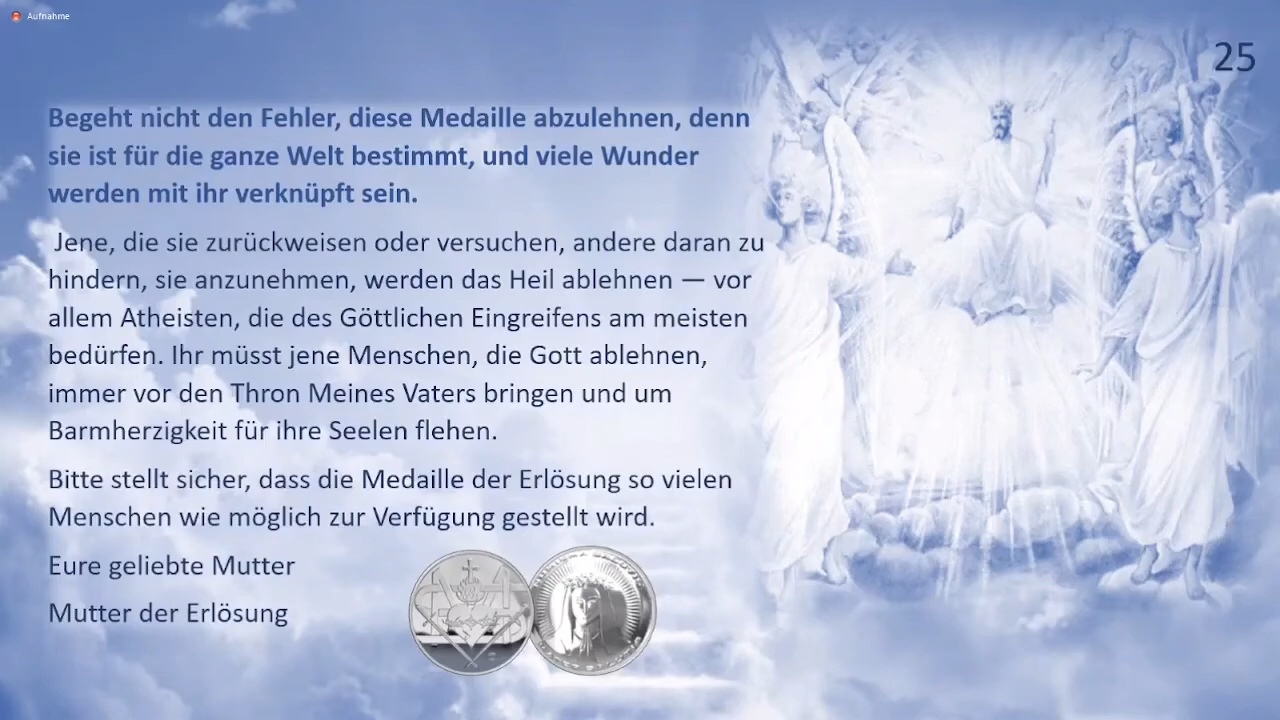 Aufnahme
25
Begeht nicht den Fehler, diese Medaille abzulehnen, denn
sie ist für die ganze Welt bestimmt, und viele Wunder
werden mit ihr verknüpft sein.
Jene, die sie zurückweisen oder versuchen, andere daran zu
hindern, sie anzunehmen, werden das Heil ablehnen — vor
allem Atheisten, die des Göttlichen Eingreifens am meisten
bedürfen. Ihr müsst jene Menschen, die Gott ablehnen,
immer vor den Thron Meines Vaters bringen und um
Barmherzigkeit für ihre Seelen flehen.
Bitte stellt sicher, dass die Medaille der Erlösung so vielen
Menschen wie möglich zur Verfügung gestellt wird.
Eure geliebte Mutter
Mutter der Erlösung